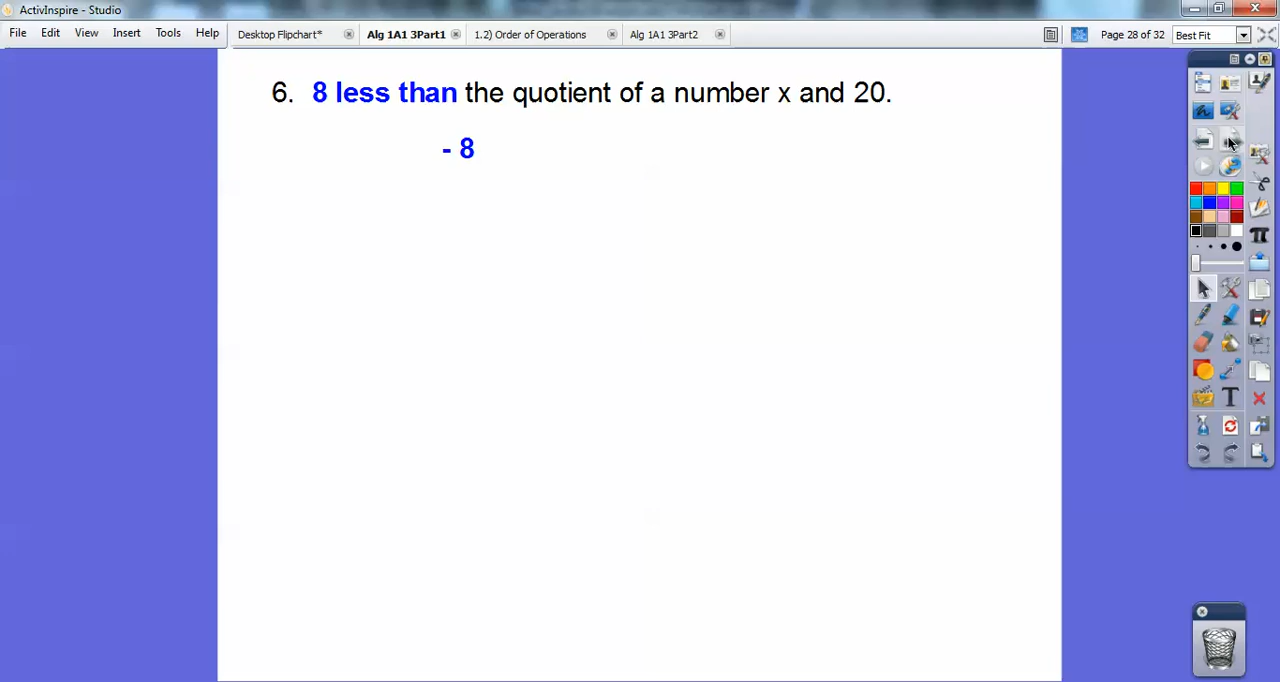 ActivInspire - Studio
File Edit View Insert Tools Help Desktop Flipchart* Alg 1A1 3Part1 1.2) Order of Operations Alg 1A1 3Part2 Page 28 of 32 Best Fit
6. 8 less than the quotient of a number x and 20.
- 8
T